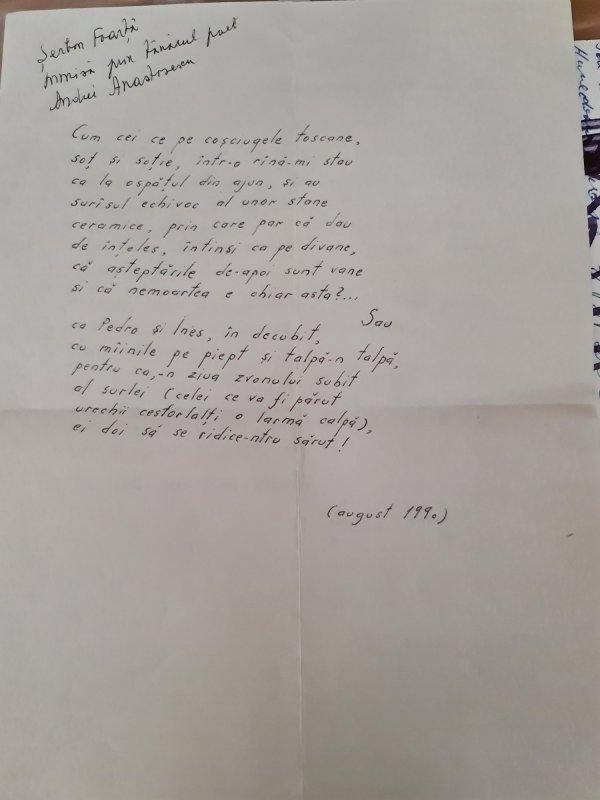 Șerban Foarță
trimisă prin tânărul poet
Andrei
Cum cei ce pe coșciugele toscane,
soț și soție, într-o rînă-mi stau
ca la ospățul din ajun, și au
surîsul echivoc al unor stane
ceramice, prin care par că dau
de înțeles, întinși ca pe divane,
că așteptările de-apoi sunt vane
și că nemoartea e chiar asta?...
Sau
ca Pedro și Ines, în decubit,
cu mîinile pe piept și talpă-n talpă,
pentru ca,-n ziua zvonului subit
al surlei (celei ce va fi părut
urechii cestorlalți o larmă calpă),
ei doi să se ridice-ntru sărut!
(august 1990)